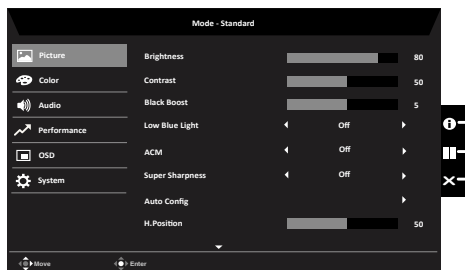 Mode - Standard
Picture
Color
Audio
Performance
OSD
System
Brightness 80
Contrast 50
Black Boost 5
Low Blue Light Off
ACM Off
Super Sharpness Off
Auto Config
H.Position 50
Move Enter